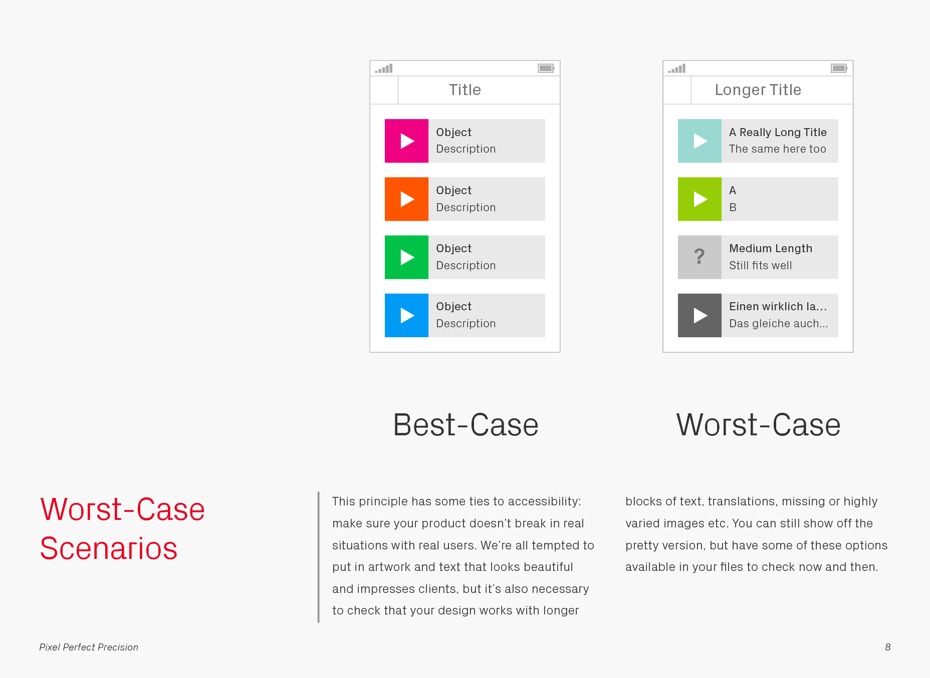 Title
Object
Description
Object
Description
Object
Description
Object
Description
Best-Case
Longer Title
A Really Long Title
The same here too
A
B
?
Medium Length
Still fits well
Einen wirklich la...
Das gleiche auch...
Worst-Case
Worst-Case
Scenarios
This principle has some ties to accessibility:
make sure your product doesn't break in real
situations with real users. We're all tempted to
put in artwork and text that looks beautiful
and impresses clients, but it's also necessary
to check that your design works with longer
blocks of text, translations, missing or highly
varied images etc. You can still show off the
pretty version, but have some of these options
available in your files to check now and then.
Pixel Perfect Precision
8